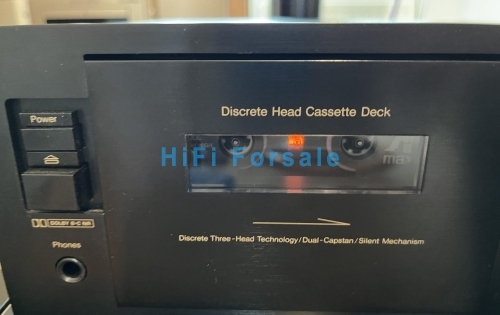 Discrete Head Cassette Deck
Power
max
HiFi Forsale
DOLBY B-C NR
Phones
Discrete Three-Head Technology/Dual-Capstan/Silent Mechanism